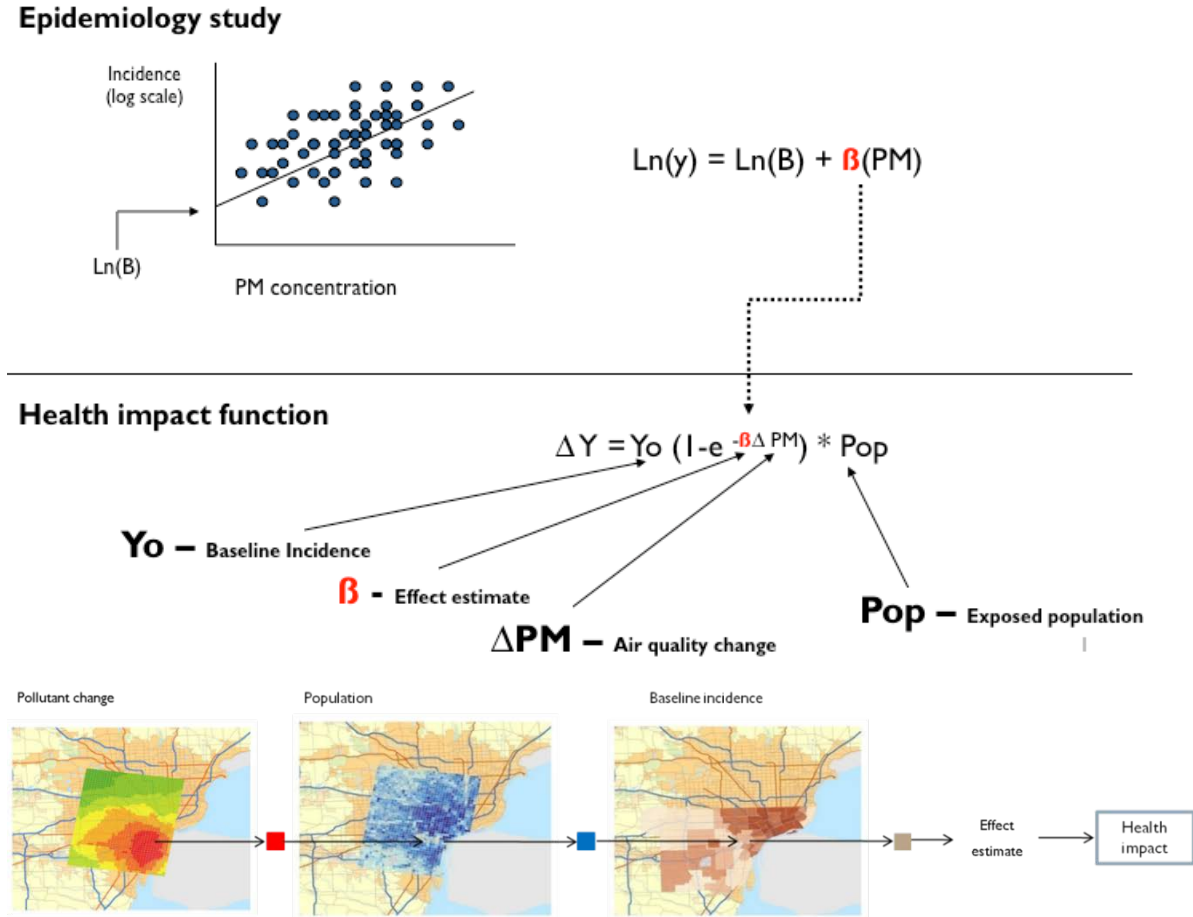 Epidemiology study
Incidence
(log scale)
Ln(B)
PM concentration
Ln(y) = Ln(B) + ß(PM)
Health impact function
Δ Y = Yo (1-e -ßΔ PM) * Pop
Yo – Baseline Incidence
ß - Effect estimate
ΔPM – Air quality change
Pop – Exposed population
Pollutant change
Population
Baseline incidence
Effect
estimate
Health
impact